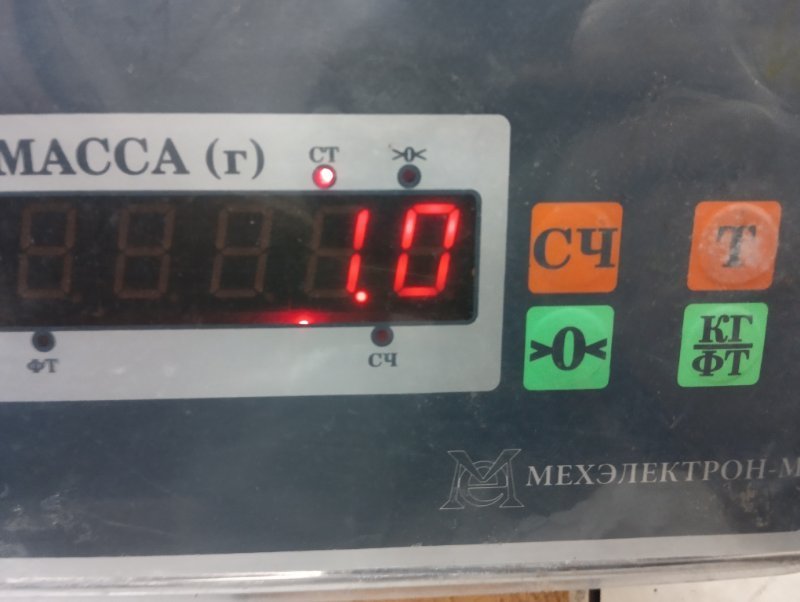 МАССА (г)
СТ
>0<
1.0
ФТ
СЧ
СЧ
Т
>0<
КГ
ФТ
МЕХЭЛЕКТРОН-М